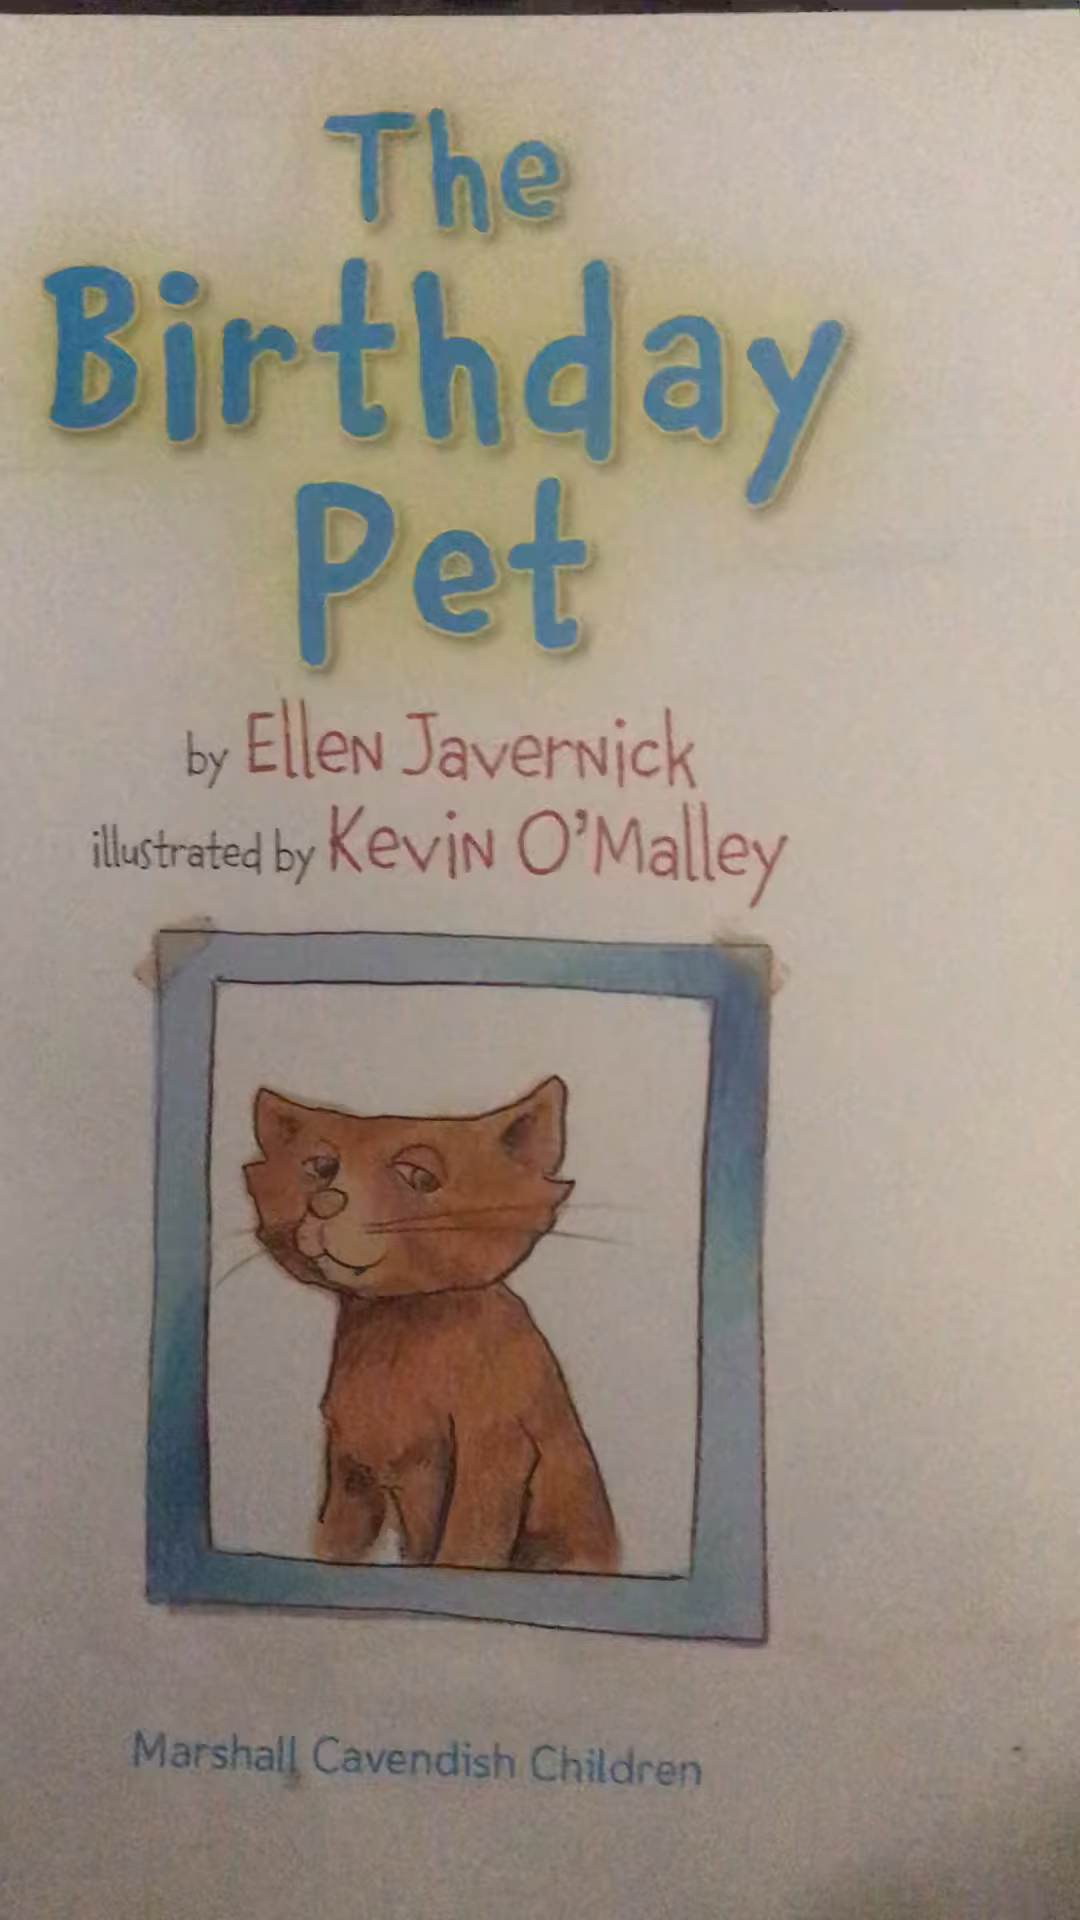 The
Birthday
Pet
by Ellen Javernick
illustrated by Kevin O'Malley
Marshall Cavendish Children